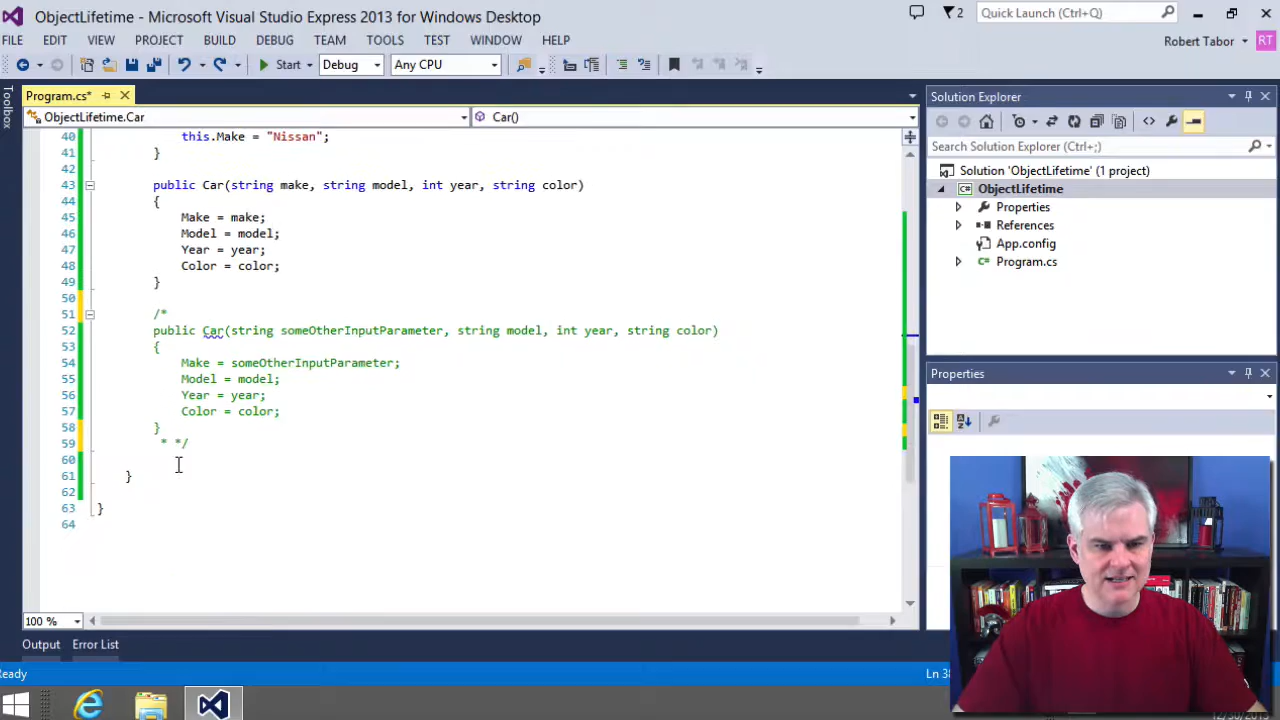 ObjectLifetime - Microsoft Visual Studio Express 2013 for Windows Desktop
2
Quick Launch (Ctrl+Q)
FILE EDIT VIEW PROJECT BUILD DEBUG TEAM TOOLS TEST WINDOW HELP
Robert Tabor
RT
Start
Debug
Any CPU
Toolbox
Program.cs*
ObjectLifetime.Car
Car()
40 this.Make = "Nissan";
41 }
42
43 public Car(string make, string model, int year, string color)
44 {
45 Make = make;
46 Model = model;
47 Year = year;
48 Color = color;
49 }
50
51 /*
52 public Car(string someOtherInputParameter, string model, int year, string color)
53 {
54 Make = someOtherInputParameter;
55 Model = model;
56 Year = year;
57 Color = color;
58 }
59 * */
60
61 }
62
63 }
64
100 %
Solution Explorer
Search Solution Explorer (Ctrl+;)
Solution 'ObjectLifetime' (1 project)
C# ObjectLifetime
Properties
References
App.config
C# Program.cs
Properties
Output Error List
Ready